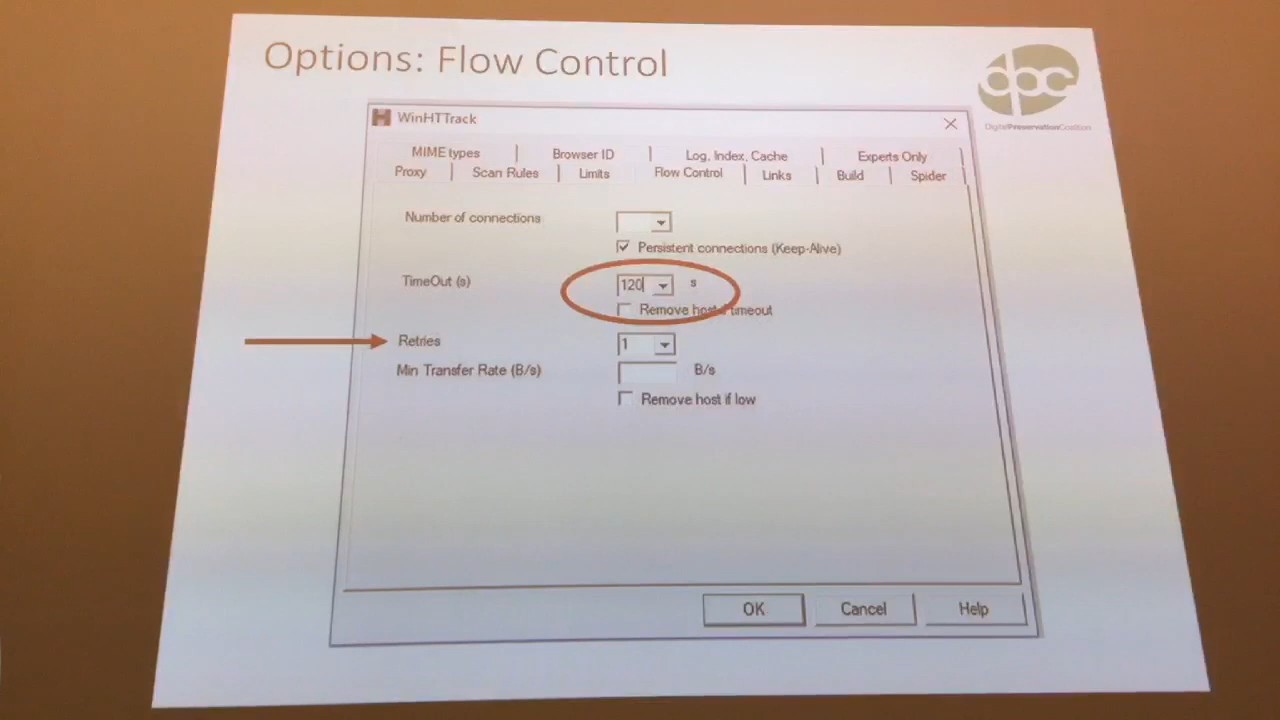 Options: Flow Control
dpc
DigitalPreservationCoalition
WinHTTrack
MIME types Browser ID Log, Index, Cache Experts Only
Proxy Scan Rules Limits Flow Control Links Build Spider
Number of connections
Persistent connections (Keep-Alive)
TimeOut (s) 120 s
Remove host if timeout
Retries 1
Min Transfer Rate (B/s) B/s
Remove host if low
OK Cancel Help